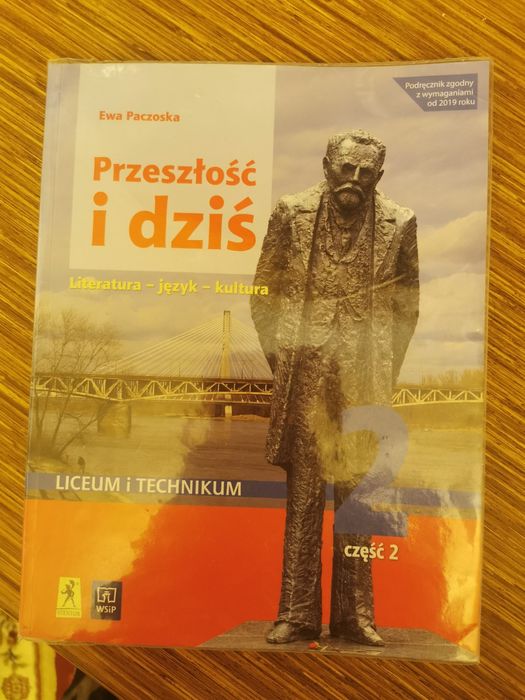 Podręcznik zgodny
z wymaganiami
od 2019 roku
Ewa Paczoska
Przeszłość
i dziś
Literatura – język – kultura
LICEUM i TECHNIKUM
2
część 2
STENTOR
WSiP